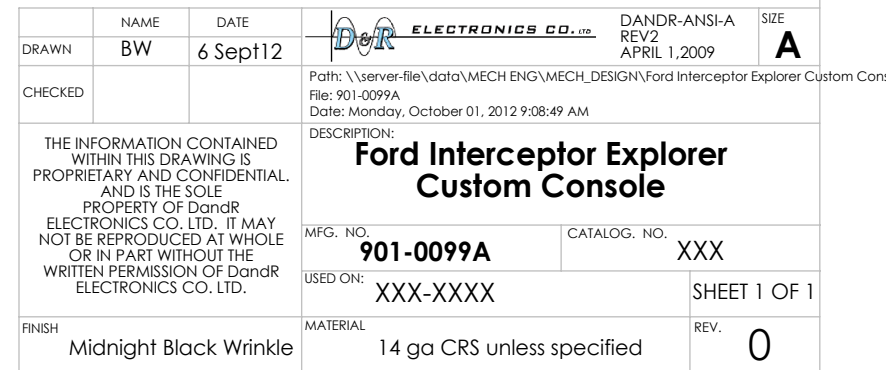 NAME DATE
DRAWN BW 6 Sept12
CHECKED
D&R ELECTRONICS CO. LTD
DANDR-ANSI-A
REV2
APRIL 1,2009
SIZE
A
Path: \\server-file\data\MECH ENG\MECH_DESIGN\Ford Interceptor Explorer Custom Cons
File: 901-0099A
Date: Monday, October 01, 2012 9:08:49 AM
THE INFORMATION CONTAINED
WITHIN THIS DRAWING IS
PROPRIETARY AND CONFIDENTIAL.
AND IS THE SOLE
PROPERTY OF DandR
ELECTRONICS CO. LTD. IT MAY
NOT BE REPRODUCED AT WHOLE
OR IN PART WITHOUT THE
WRITTEN PERMISSION OF DandR
ELECTRONICS CO. LTD.
DESCRIPTION:
Ford Interceptor Explorer
Custom Console
MFG. NO.
901-0099A
CATALOG. NO.
XXX
USED ON:
XXX-XXXX
SHEET 1 OF 1
FINISH
Midnight Black Wrinkle
MATERIAL
14 ga CRS unless specified
REV.
0